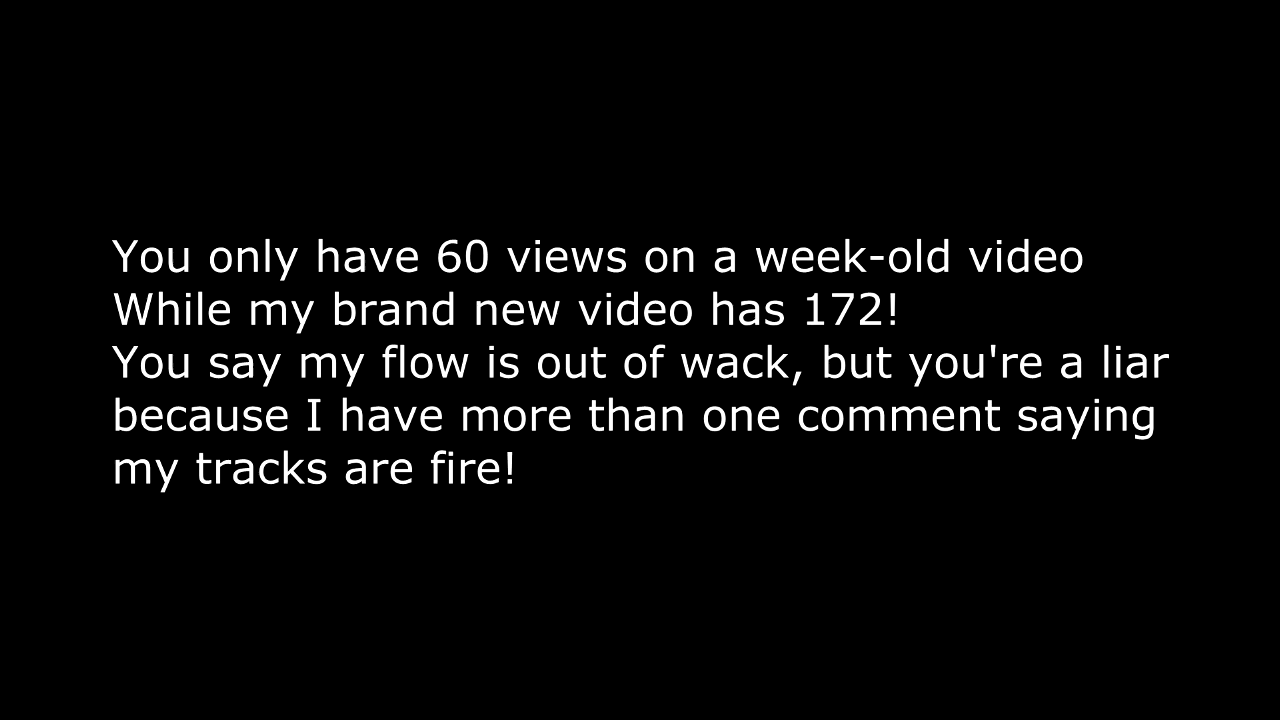 You only have 60 views on a week-old video
While my brand new video has 172!
You say my flow is out of wack, but you're a liar
because I have more than one comment saying
my tracks are fire!